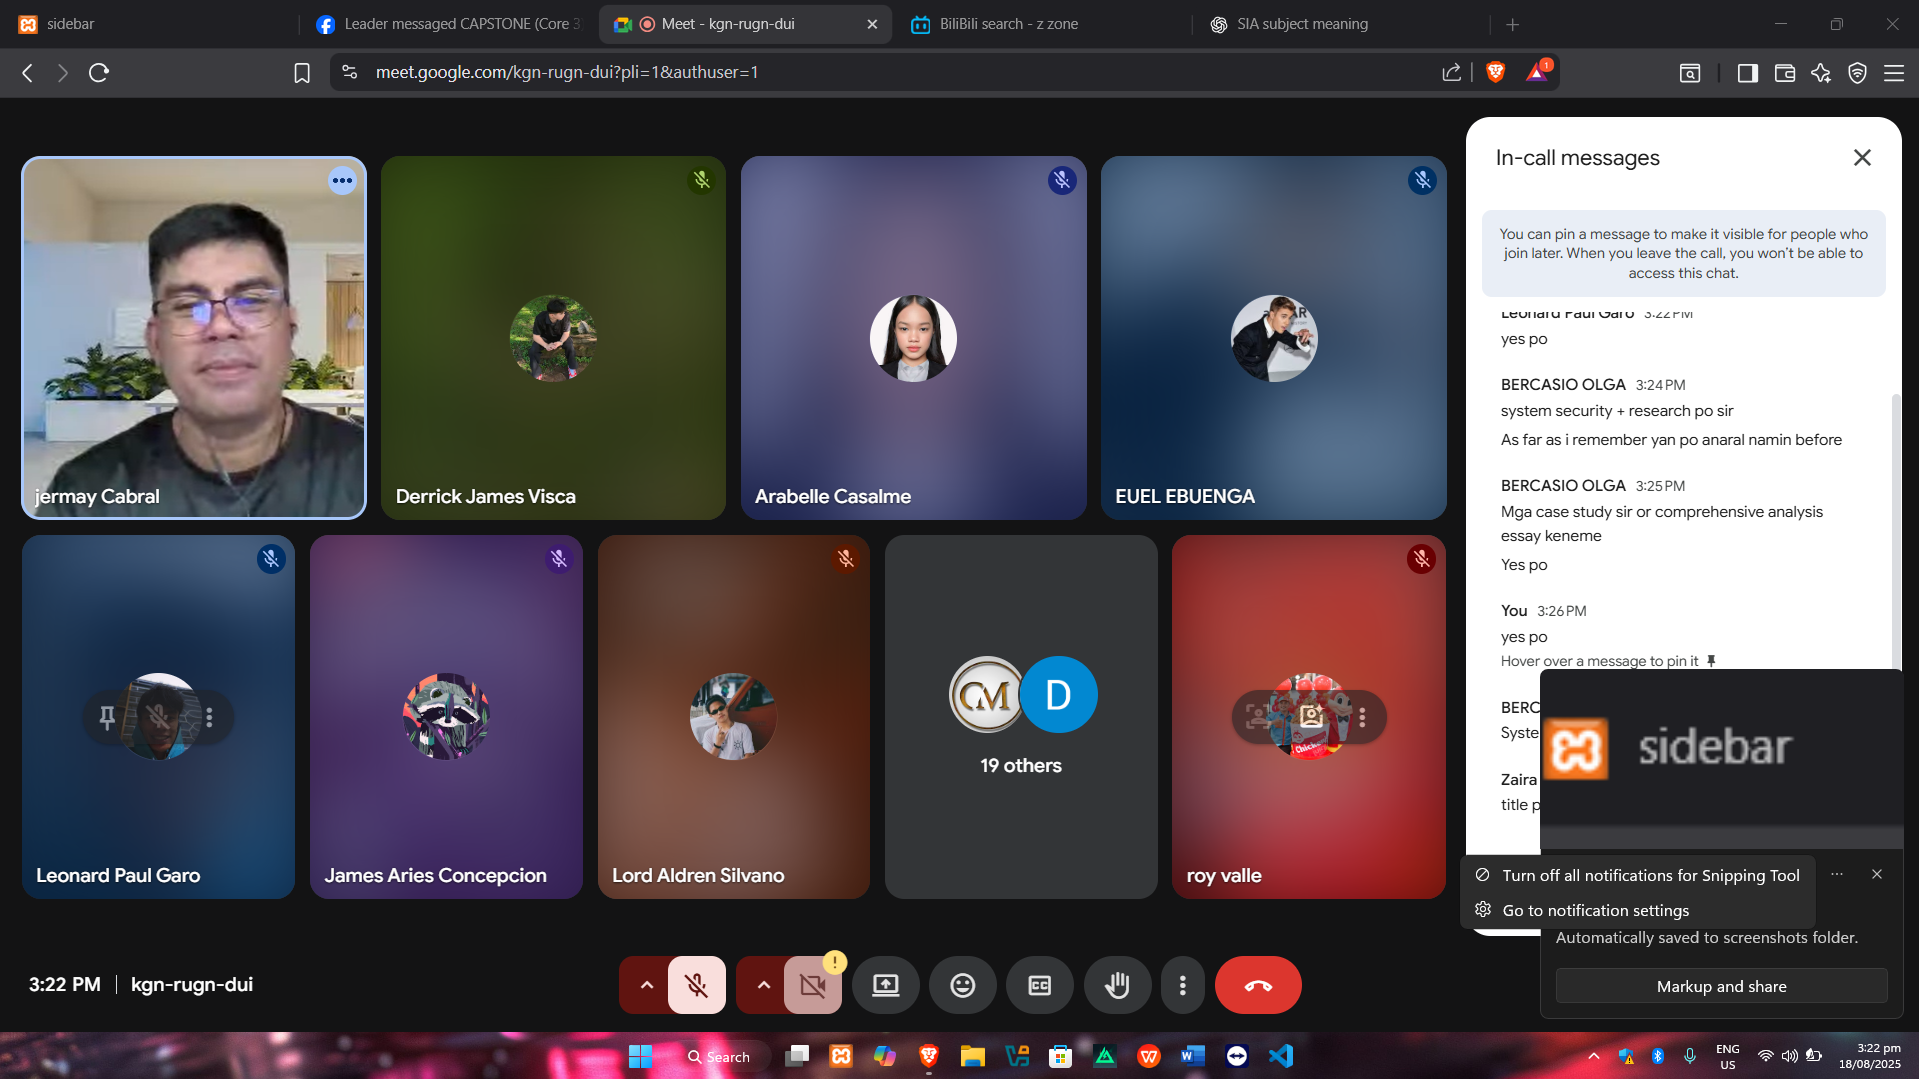 sidebar
Leader messaged CAPSTONE (Core 3
Meet - kgn-rugn-dui
BiliBili search - z zone
SIA subject meaning
meet.google.com/kgn-rugn-dui?pli=1&authuser=1
1
In-call messages
You can pin a message to make it visible for people who
join later. When you leave the call, you won't be able to
access this chat.
Leonard Paul Garo 3:22 PM
yes po
BERCASIO OLGA 3:24 PM
system security + research po sir
As far as i remember yan po anaral namin before
BERCASIO OLGA 3:25 PM
Mga case study sir or comprehensive analysis
essay keneme
Yes po
You 3:26 PM
yes po
Hover over a message to pin it
BERC
Syste
Zaira
title p
sidebar
Turn off all notifications for Snipping Tool
Go to notification settings
Automatically saved to screenshots folder.
Markup and share
jermay Cabral
Derrick James Visca
Arabelle Casalme
EUEL EBUENGA
Leonard Paul Garo
James Aries Concepcion
Lord Aldren Silvano
CM
D
19 others
roy valle
3:22 PM
kgn-rugn-dui
CC
Search
ENG
US
3:22 pm
18/08/2025